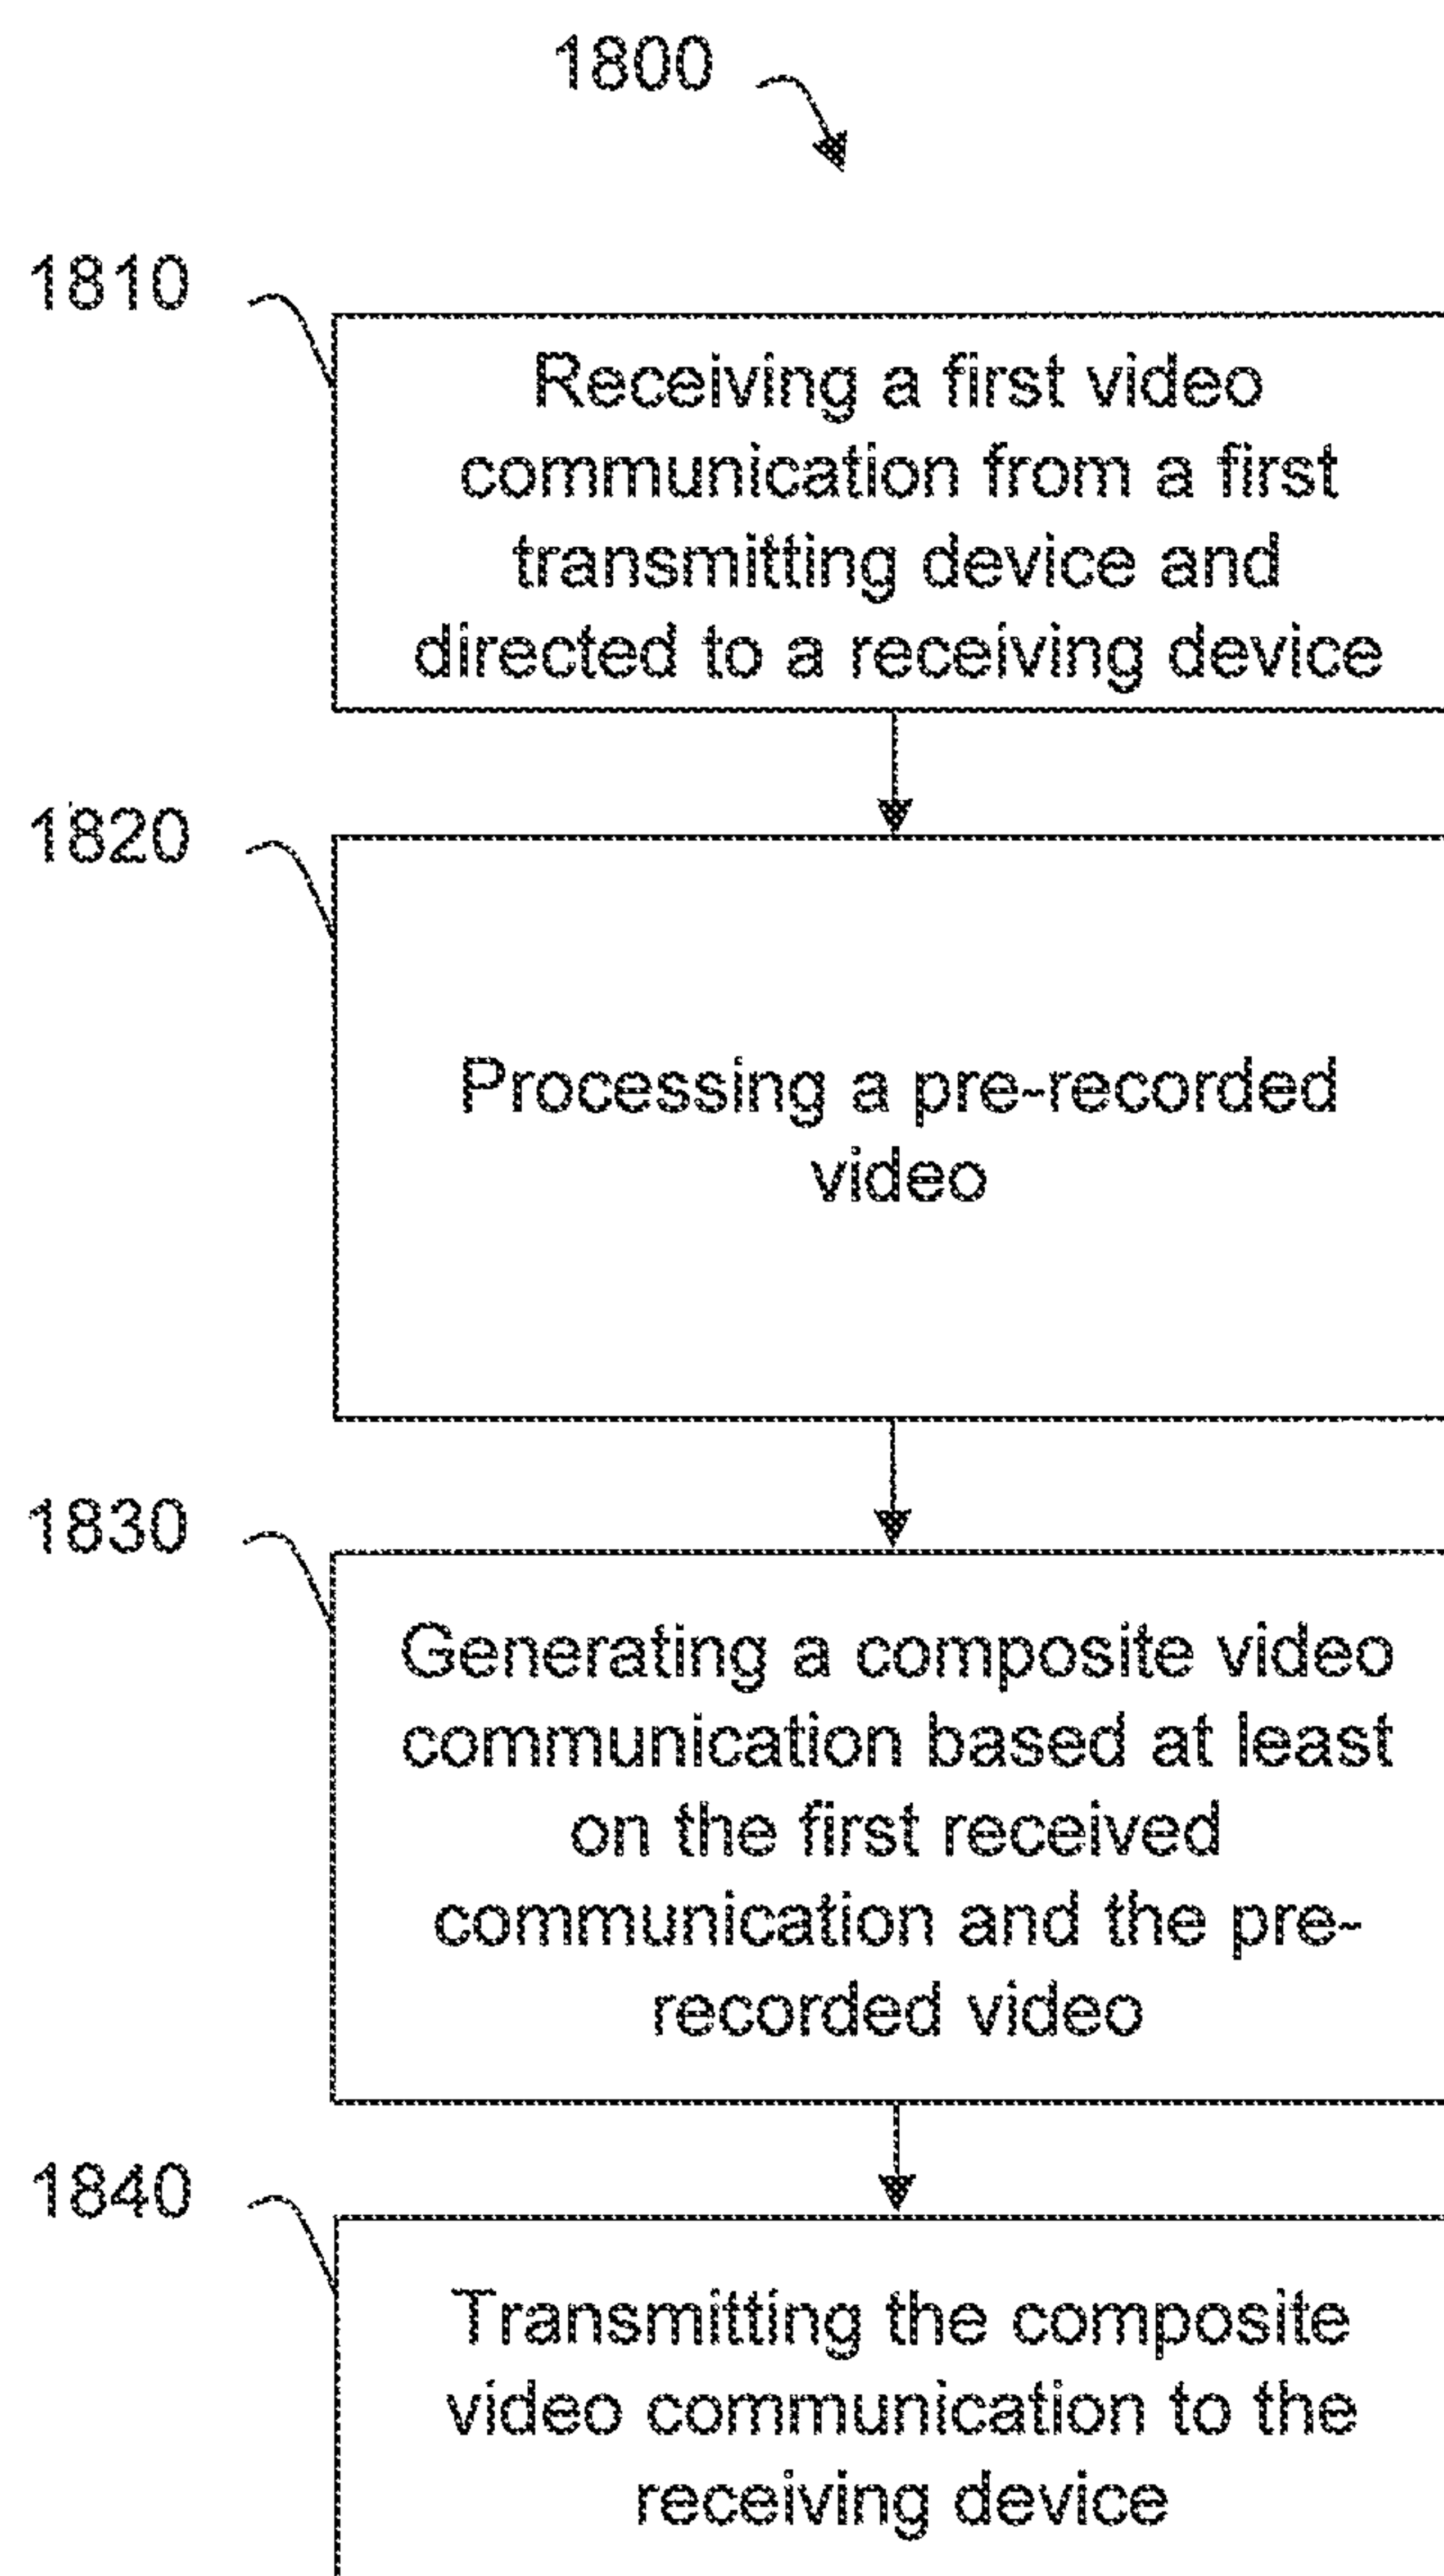 1800
1810
Receiving a first video
communication from a first
transmitting device and
directed to a receiving device
1820
Processing a pre-recorded
video
1830
Generating a composite video
communication based at least
on the first received
communication and the pre-
recorded video
1840
Transmitting the composite
video communication to the
receiving device